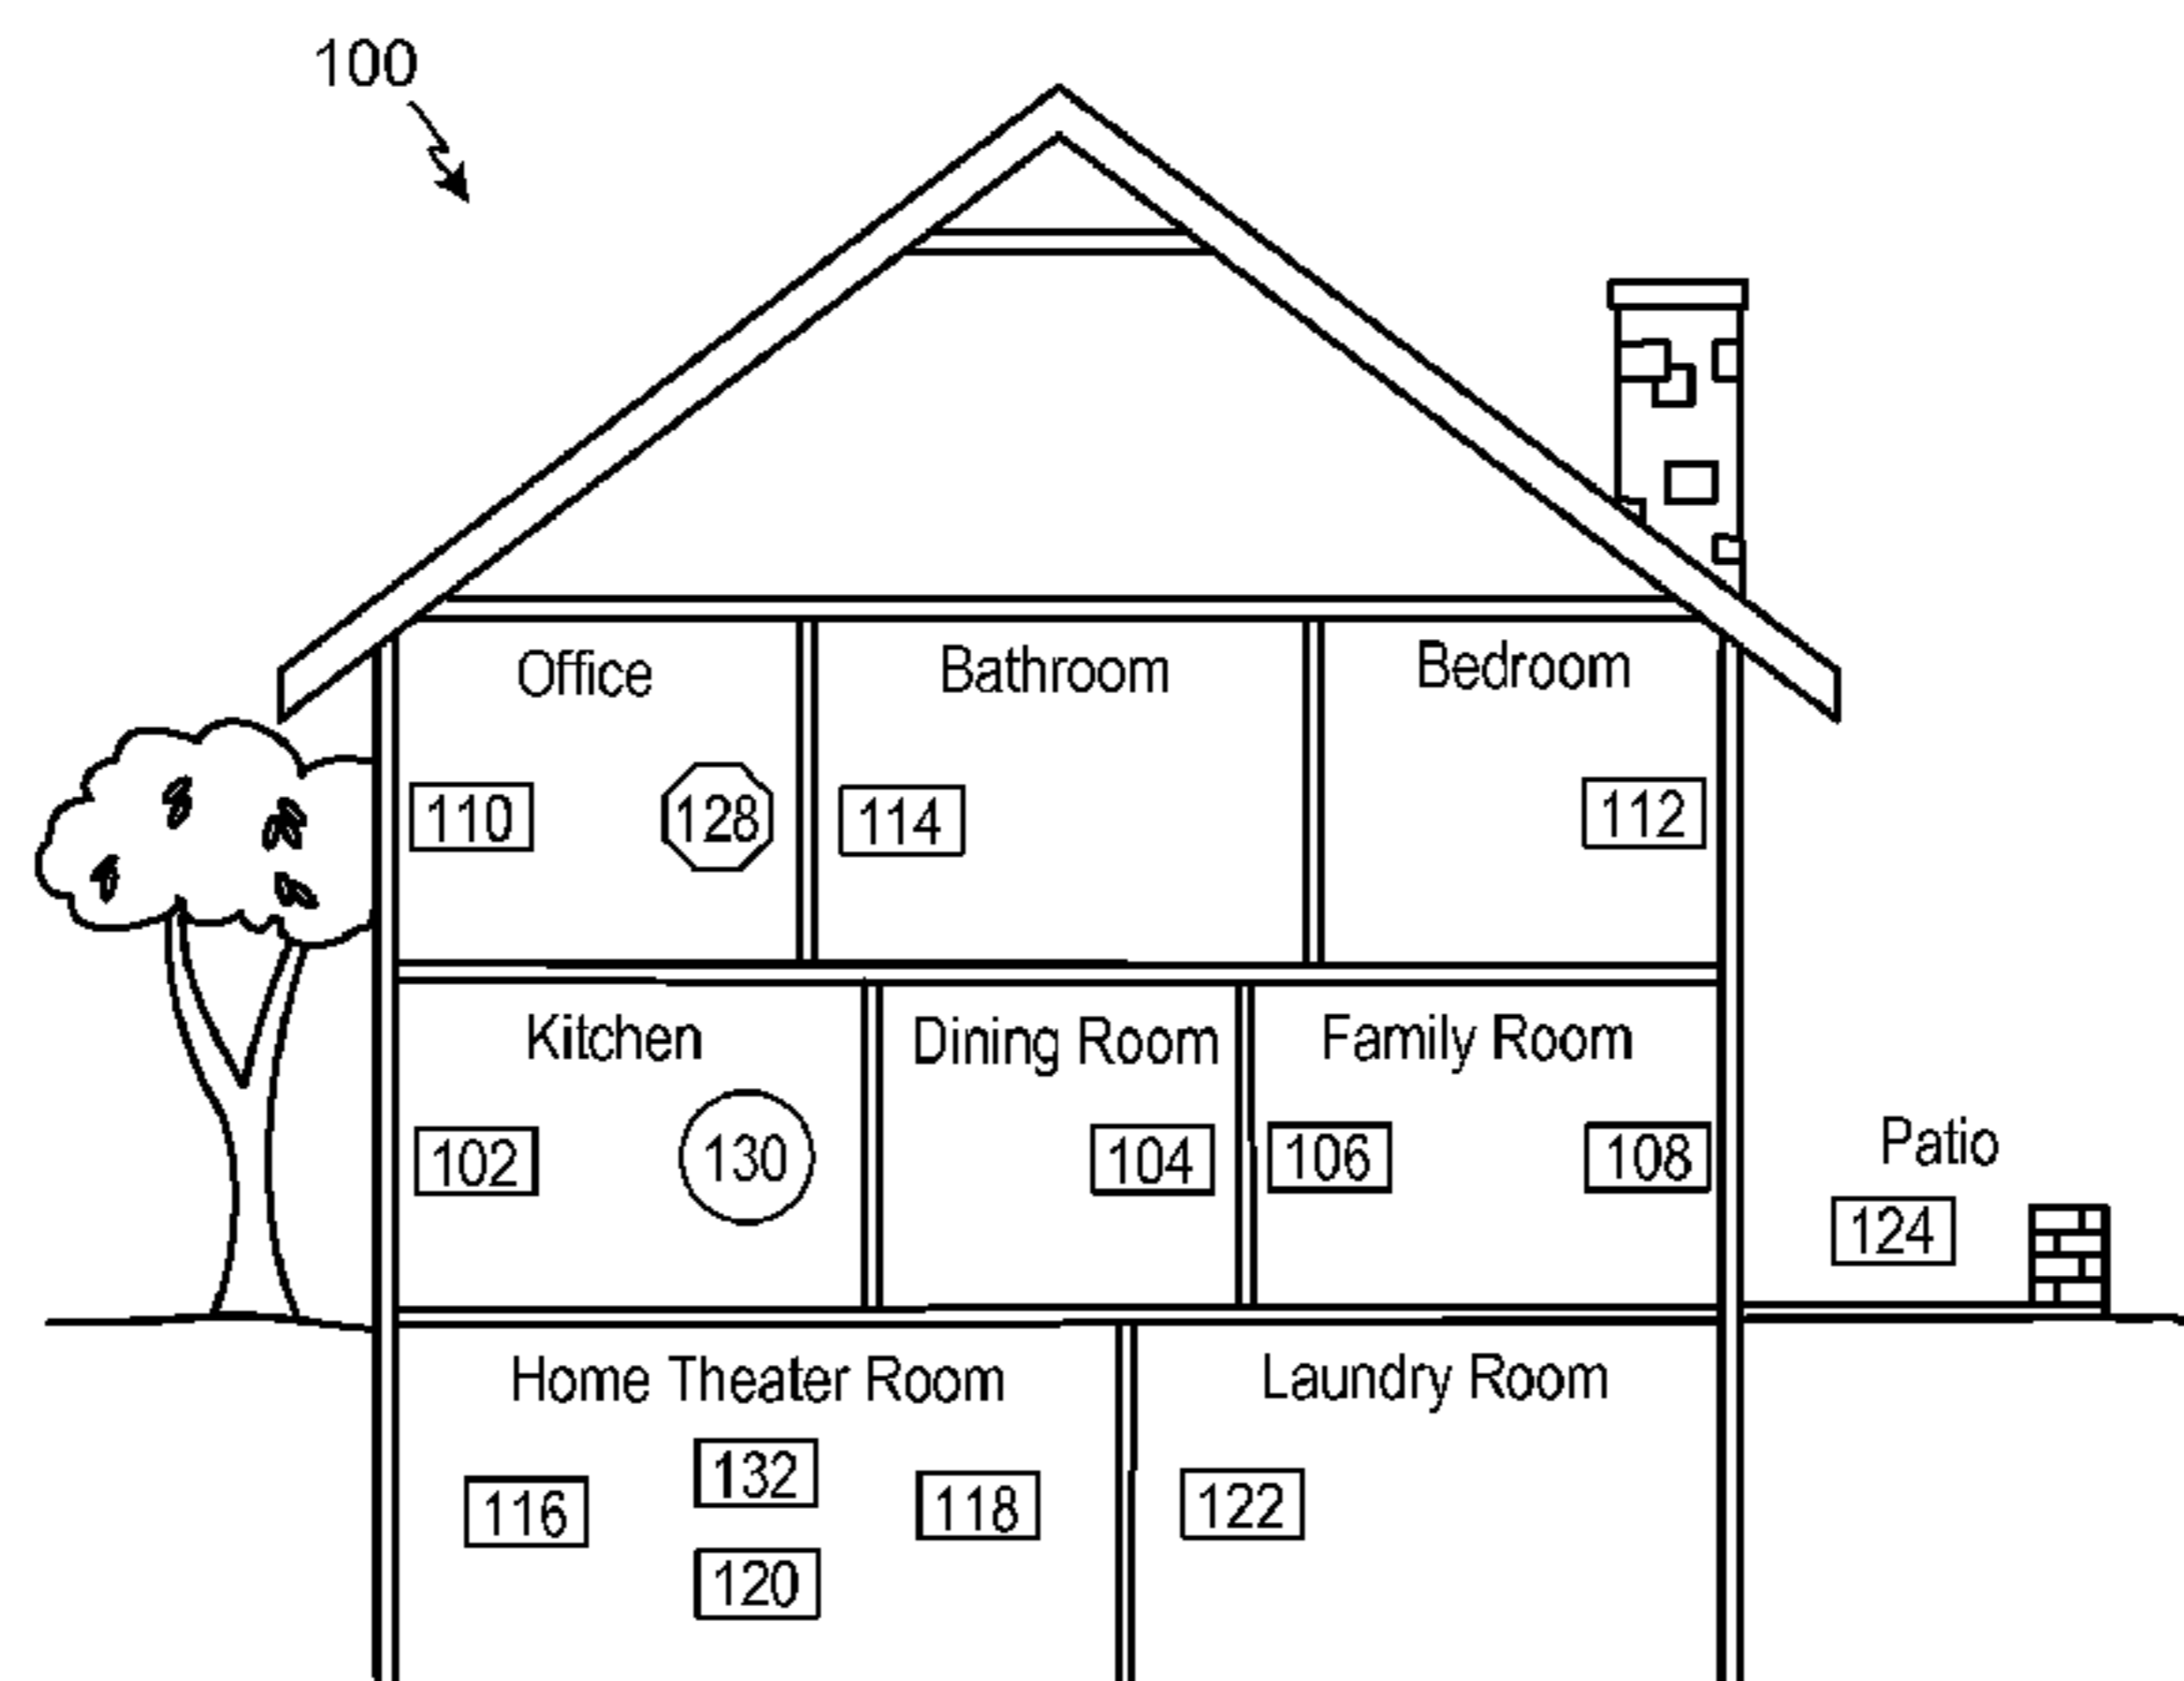 100
Office
Bathroom
Bedroom
110
128
114
112
Kitchen
Dining Room
Family Room
102
130
104
106
108
Patio
124
Home Theater Room
Laundry Room
132
116
118
122
120